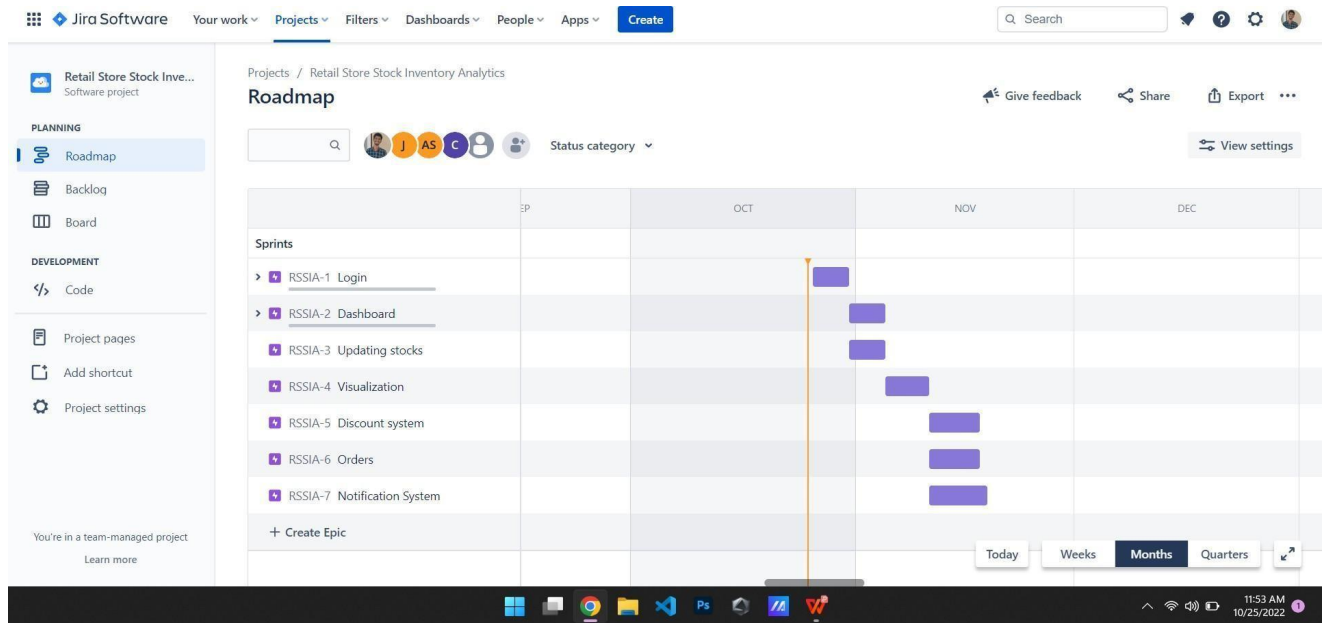 Jira Software Your work Projects Filters Dashboards People Apps Create Search
Retail Store Stock Inve...
Software project
PLANNING
Roadmap
Backlog
Board
DEVELOPMENT
Code
Project pages
Add shortcut
Project settings
You're in a team-managed project
Learn more
Projects / Retail Store Stock Inventory Analytics
Roadmap
Give feedback Share Export
J AS C Status category View settings
EP OCT NOV DEC
Sprints
RSSIA-1 Login
RSSIA-2 Dashboard
RSSIA-3 Updating stocks
RSSIA-4 Visualization
RSSIA-5 Discount system
RSSIA-6 Orders
RSSIA-7 Notification System
+ Create Epic
Today Weeks Months Quarters
Ps
11:53 AM
10/25/2022 1